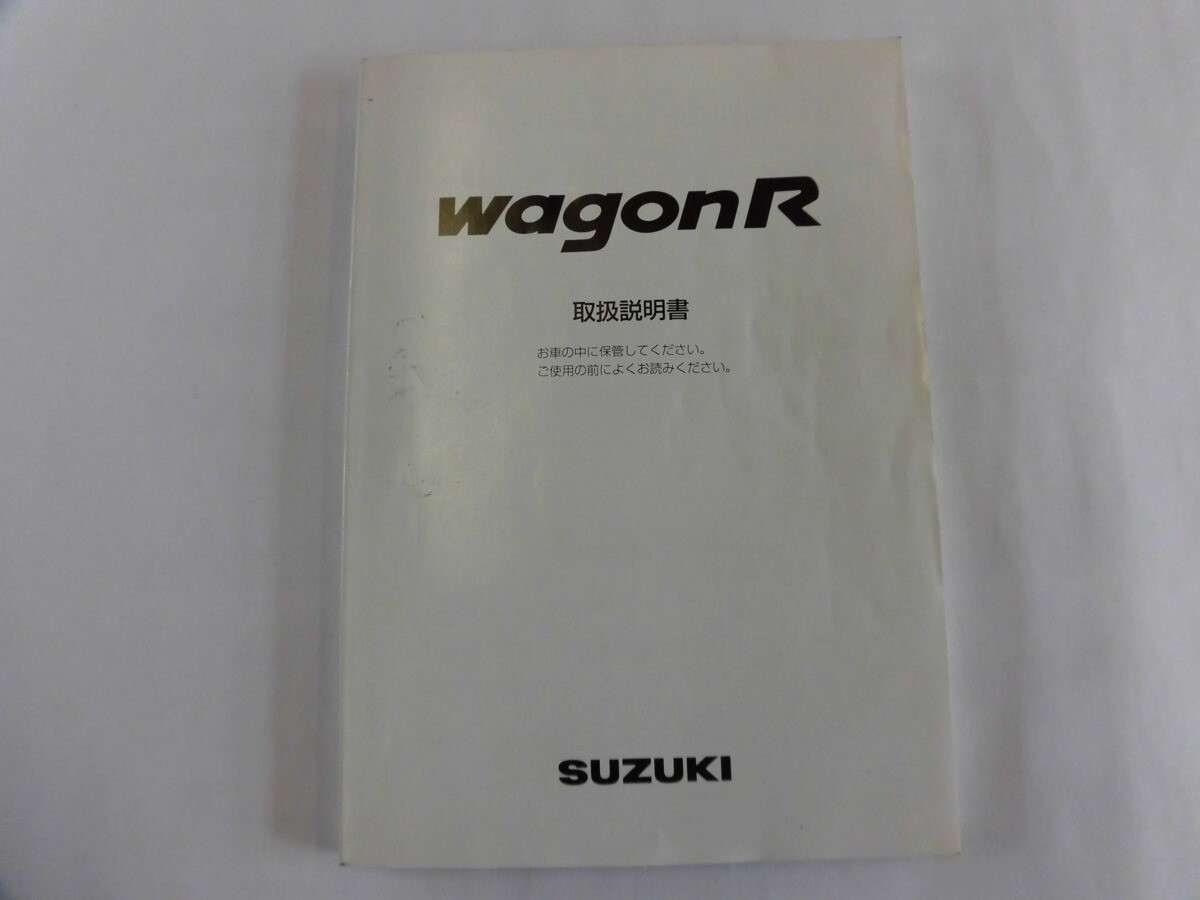 wagonR
取扱説明書
お車の中に保管してください。
ご使用の前によくお読みください。
SUZUKI